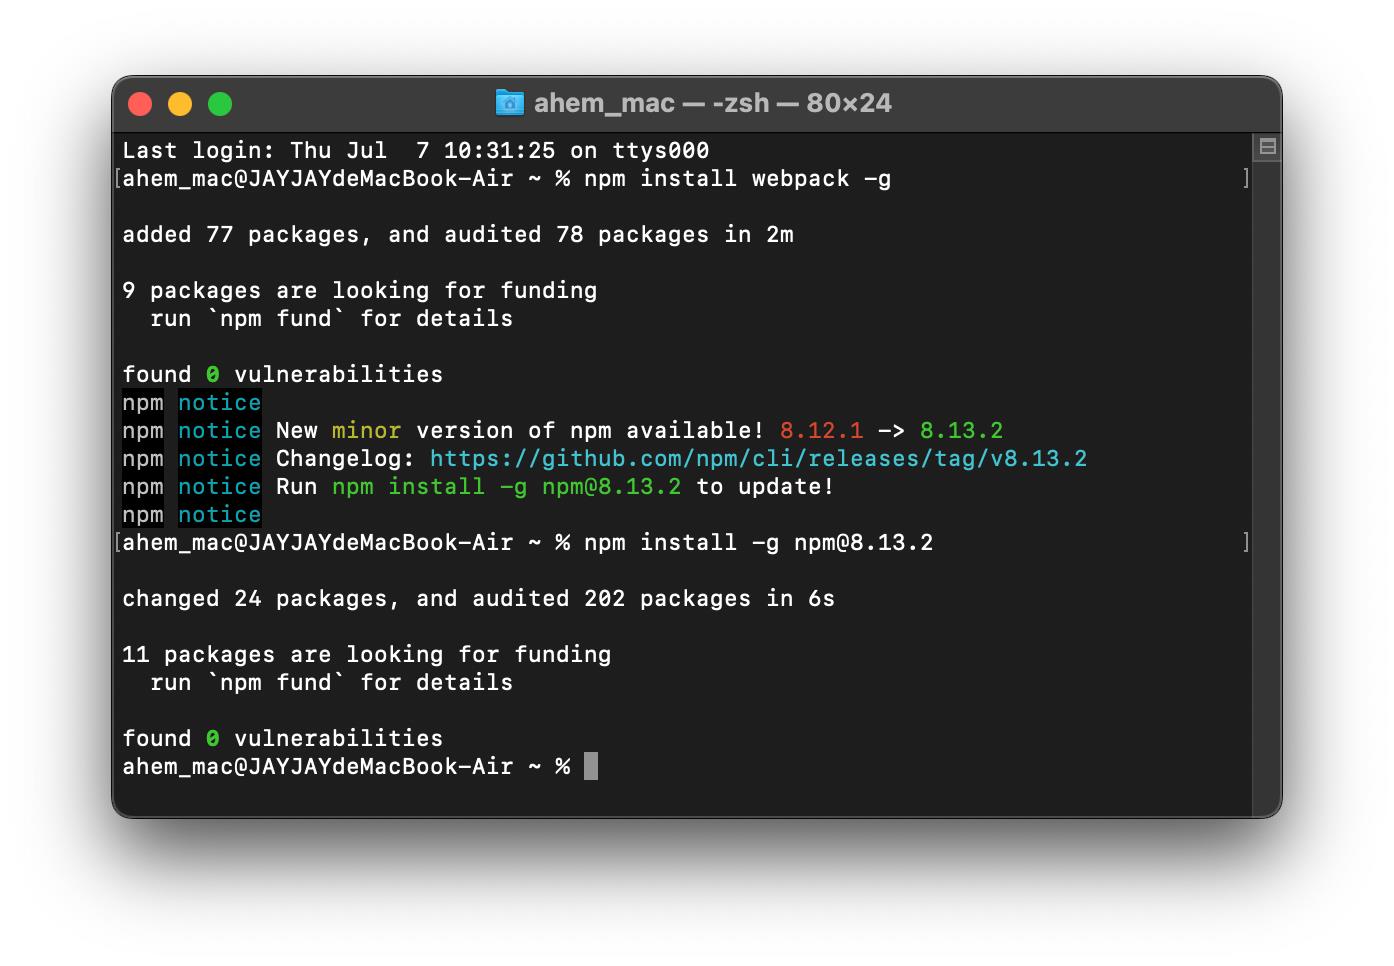 ahem_mac — -zsh — 80×24
Last login: Thu Jul  7 10:31:25 on ttys000
[ahem_mac@JAYJAYdeMacBook-Air ~ % npm install webpack -g ]
added 77 packages, and audited 78 packages in 2m
9 packages are looking for funding
  run `npm fund` for details
found 0 vulnerabilities
npm notice
npm notice New minor version of npm available! 8.12.1 -> 8.13.2
npm notice Changelog: https://github.com/npm/cli/releases/tag/v8.13.2
npm notice Run npm install -g npm@8.13.2 to update!
npm notice
[ahem_mac@JAYJAYdeMacBook-Air ~ % npm install -g npm@8.13.2 ]
changed 24 packages, and audited 202 packages in 6s
11 packages are looking for funding
  run `npm fund` for details
found 0 vulnerabilities
ahem_mac@JAYJAYdeMacBook-Air ~ %